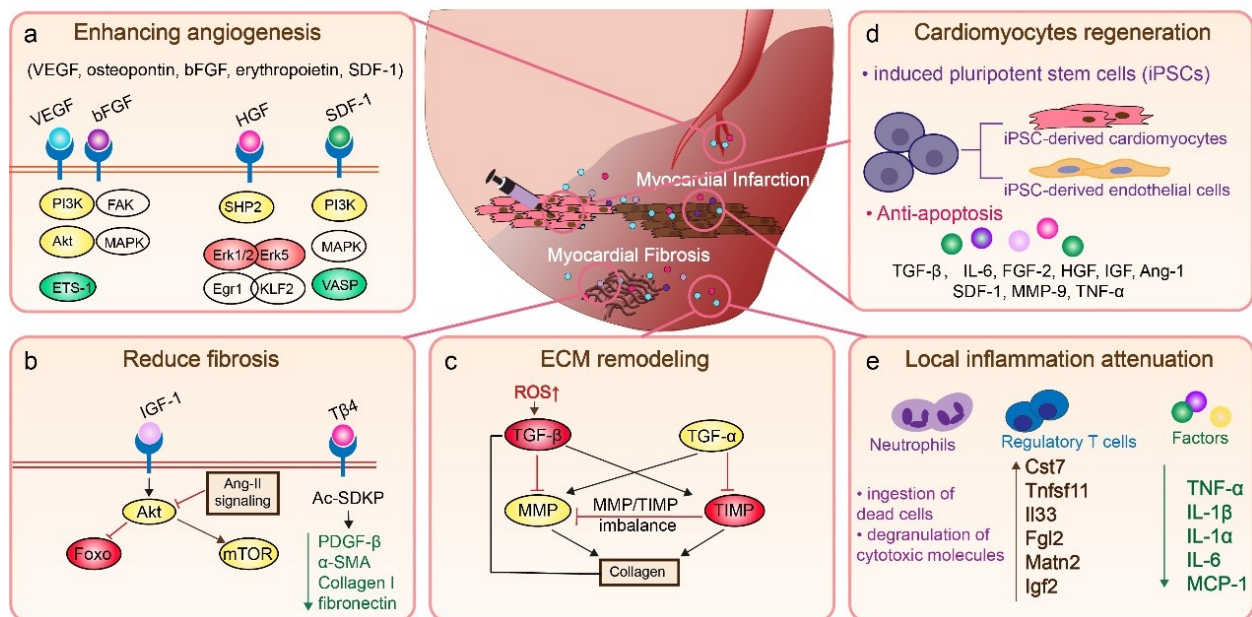 a
Enhancing angiogenesis
(VEGF, osteopontin, bFGF, erythropoietin, SDF-1)
VEGF
bFGF
HGF
SDF-1
PI3K
FAK
SHP2
PI3K
Akt
MAPK
Erk1/2
Erk5
MAPK
ETS-1
Egr1
KLF2
VASP
Myocardial Infarction
Myocardial Fibrosis
d
Cardiomyocytes regeneration
• induced pluripotent stem cells (iPSCs)
iPSC-derived cardiomyocytes
iPSC-derived endothelial cells
• Anti-apoptosis
TGF-β, IL-6, FGF-2, HGF, IGF, Ang-1
SDF-1, MMP-9, TNF-α
b
Reduce fibrosis
IGF-1
Tβ4
Ang-II
signaling
Akt
Foxo
mTOR
Ac-SDKP
PDGF-β
α-SMA
Collagen I
fibronectin
c
ECM remodeling
ROS↑
TGF-β
TGF-α
MMP
MMP/TIMP
imbalance
TIMP
Collagen
e
Local inflammation attenuation
Neutrophils
• ingestion of
dead cells
• degranulation of
cytotoxic molecules
Regulatory T cells
Cst7
Tnfsf11
Il33
Fgl2
Matn2
Igf2
Factors
TNF-α
IL-1β
IL-1α
IL-6
MCP-1